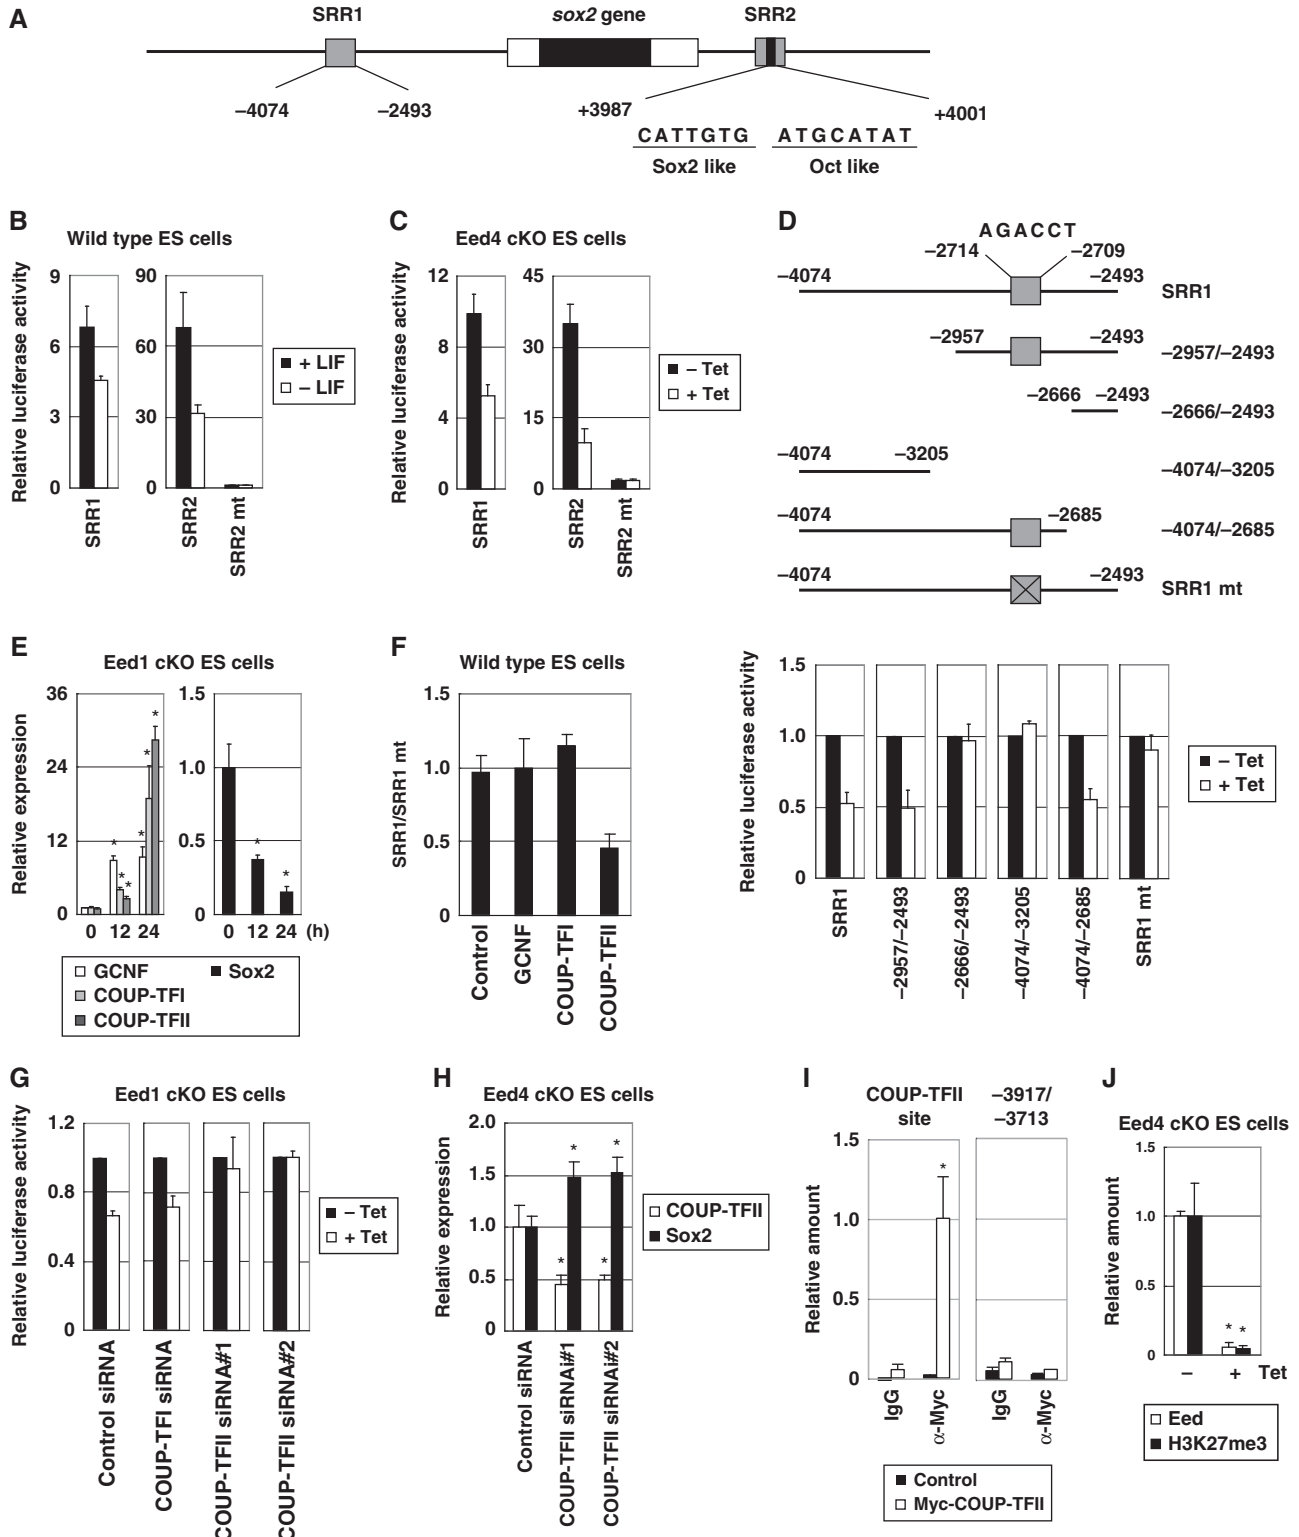 A
SRR1
sox2 gene
SRR2
–4074
–2493
+3987
+4001
CATTGTG
ATGCATAT
Sox2 like
Oct like
B
Wild type ES cells
Relative luciferase activity
9
6
3
0
SRR1
90
60
30
0
SRR2
SRR2 mt
+ LIF
– LIF
C
Eed4 cKO ES cells
Relative luciferase activity
12
8
4
0
SRR1
45
30
15
0
SRR2
SRR2 mt
– Tet
+ Tet
D
AGACCT
–2714
–2709
–4074
–2493
SRR1
–2957
–2493
–2957/–2493
–2666
–2493
–2666/–2493
–4074
–3205
–4074/–3205
–4074
–2685
–4074/–2685
–4074
–2493
SRR1 mt
Relative luciferase activity
1.5
1.0
0.5
0
SRR1
–2957/–2493
–2666/–2493
–4074/–3205
–4074/–2685
SRR1 mt
– Tet
+ Tet
E
Eed1 cKO ES cells
Relative expression
36
24
12
0
* * * * * *
0 12 24
1.5
1.0
0.5
0
* *
0 12 24 (h)
GCNF
Sox2
COUP-TFI
COUP-TFII
F
Wild type ES cells
SRR1/SRR1 mt
1.5
1.0
0.5
0
Control
GCNF
COUP-TFI
COUP-TFII
G
Eed1 cKO ES cells
Relative luciferase activity
1.2
0.8
0.4
0
Control siRNA
COUP-TFI siRNA
COUP-TFII siRNA#1
COUP-TFII siRNA#2
– Tet
+ Tet
H
Eed4 cKO ES cells
Relative expression
2.0
1.5
1.0
0.5
0
* * * *
Control siRNA
COUP-TFII siRNAi#1
COUP-TFII siRNAi#2
COUP-TFII
Sox2
I
COUP-TFII
site
–3917/
–3713
Relative amount
1.5
1.0
0.5
0
*
IgG
α-Myc
IgG
α-Myc
Control
Myc-COUP-TFII
J
Eed4 cKO ES cells
Relative amount
1.5
1.0
0.5
0
* *
– + Tet
Eed
H3K27me3